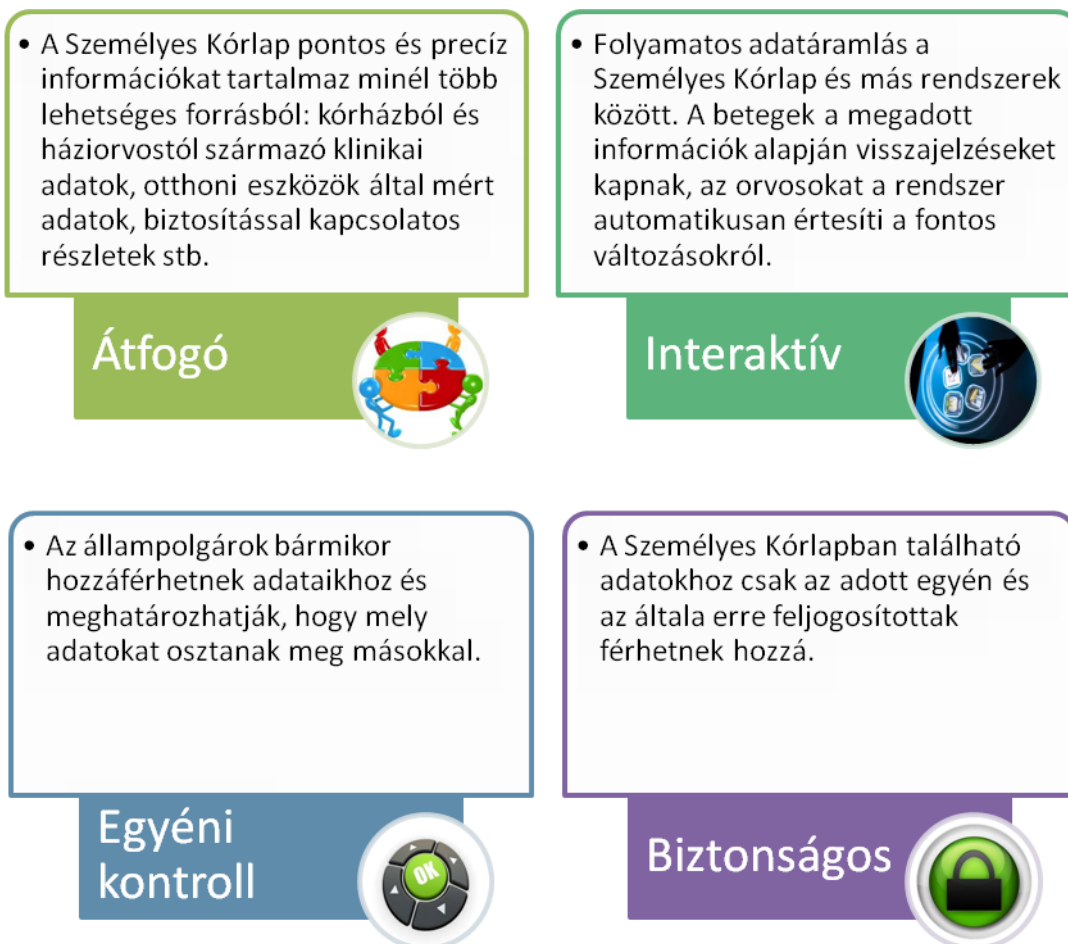 • A Személyes Kórlap pontos és precíz
információkat tartalmaz minél több
lehetséges forrásból: kórházból és
háziorvostól származó klinikai
adatok, otthoni eszközök által mért
adatok, biztosítással kapcsolatos
részletek stb.
Átfogó
• Folyamatos adatáramlás a
Személyes Kórlap és más rendszerek
között. A betegek a megadott
információk alapján visszajelzéseket
kapnak, az orvosokat a rendszer
automatikusan értesíti a fontos
változásokról.
Interaktív
• Az állampolgárok bármikor
hozzáférhetnek adataikhoz és
meghatározhatják, hogy mely
adatokat osztanak meg másokkal.
Egyéni
kontroll
OK
• A Személyes Kórlapban található
adatokhoz csak az adott egyén és
az általa erre feljogosítottak
férhetnek hozzá.
Biztonságos